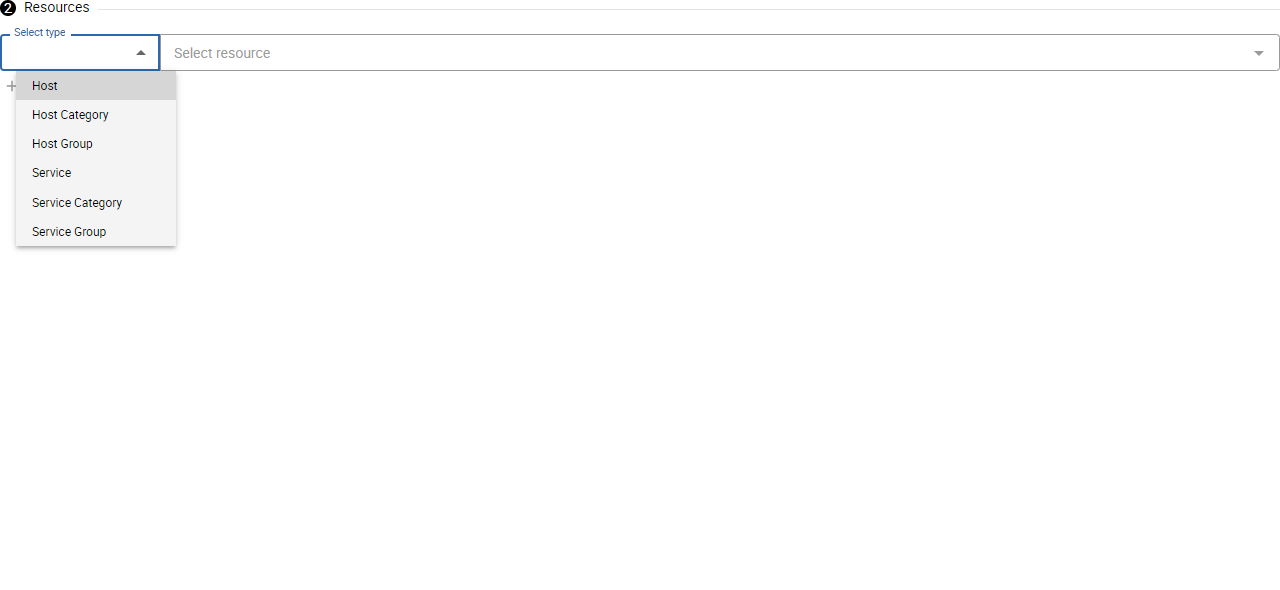 2 Resources
Select type
Select resource
+
Host
Host Category
Host Group
Service
Service Category
Service Group